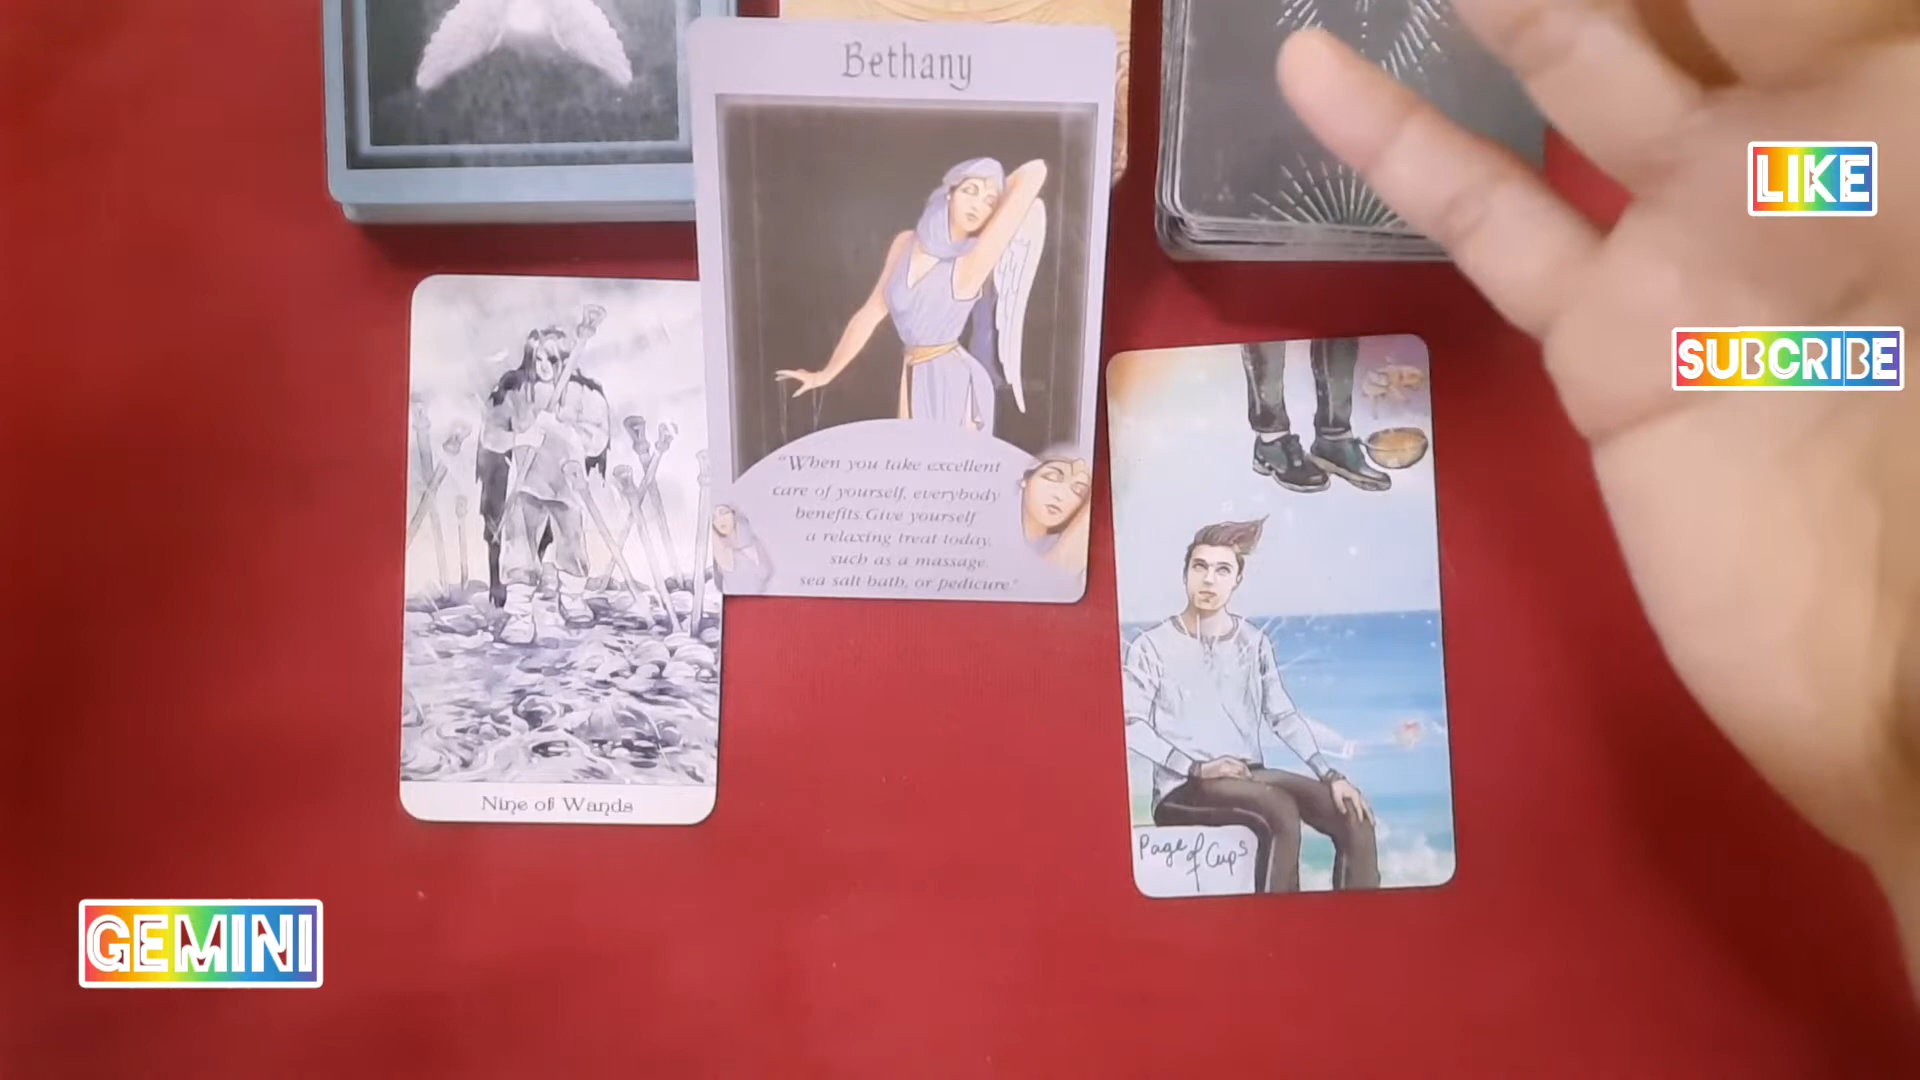 Bethany
"When you take excellent
care of yourself, everybody
benefits. Give yourself
a relaxing treat today,
such as a massage,
sea salt bath, or pedicure."
LIKE
SUBCRIBE
Nine of Wands
Page of Cups
GEMINI